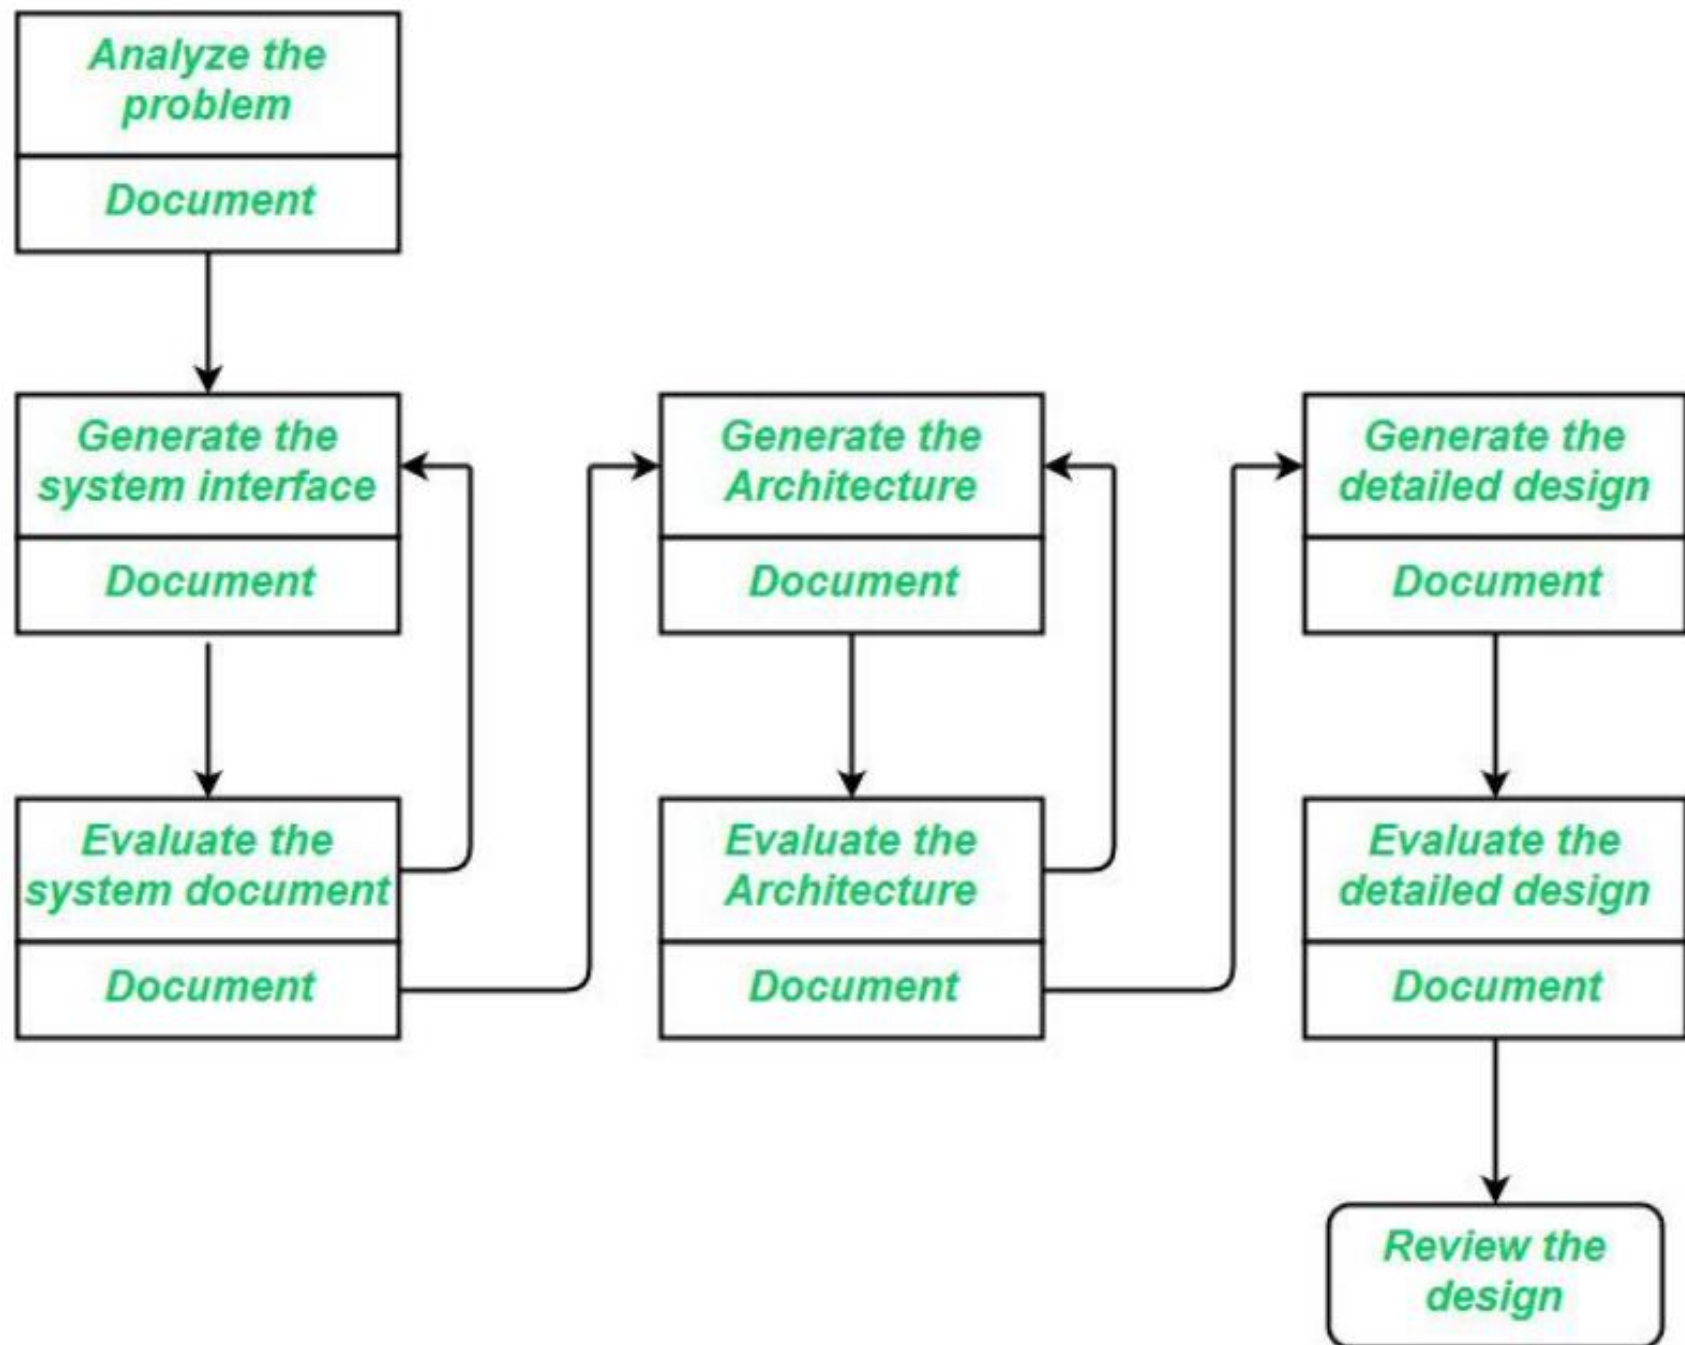 Analyze the
problem
Document
Generate the
system interface
Document
Evaluate the
system document
Document
Generate the
Architecture
Document
Evaluate the
Architecture
Document
Generate the
detailed design
Document
Evaluate the
detailed design
Document
Review the
design